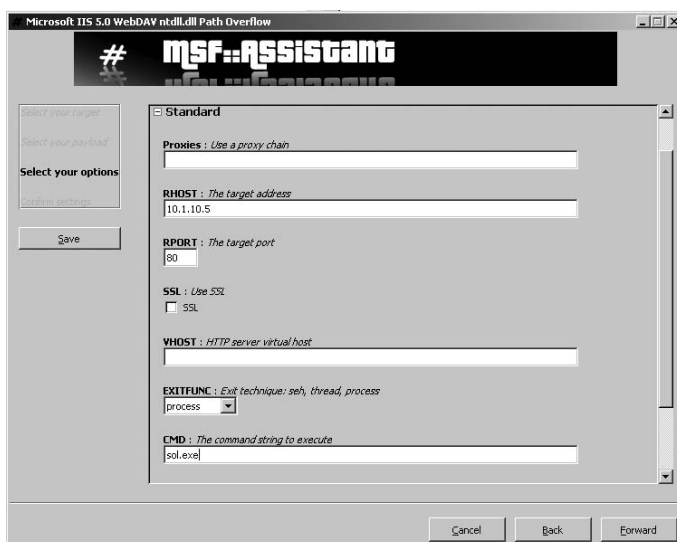 Microsoft IIS 5.0 WebDAV ntdll.dll Path Overflow
# MSF::Assistant
Select your target
Select your payload
Select your options
Confirm settings
Save
Standard
Proxies : Use a proxy chain
RHOST : The target address
10.1.10.5
RPORT : The target port
80
SSL : Use SSL
SSL
VHOST : HTTP server virtual host
EXITFUNC : Exit technique: seh, thread, process
process
CMD : The command string to execute
sol.exe
Cancel
Back
Forward